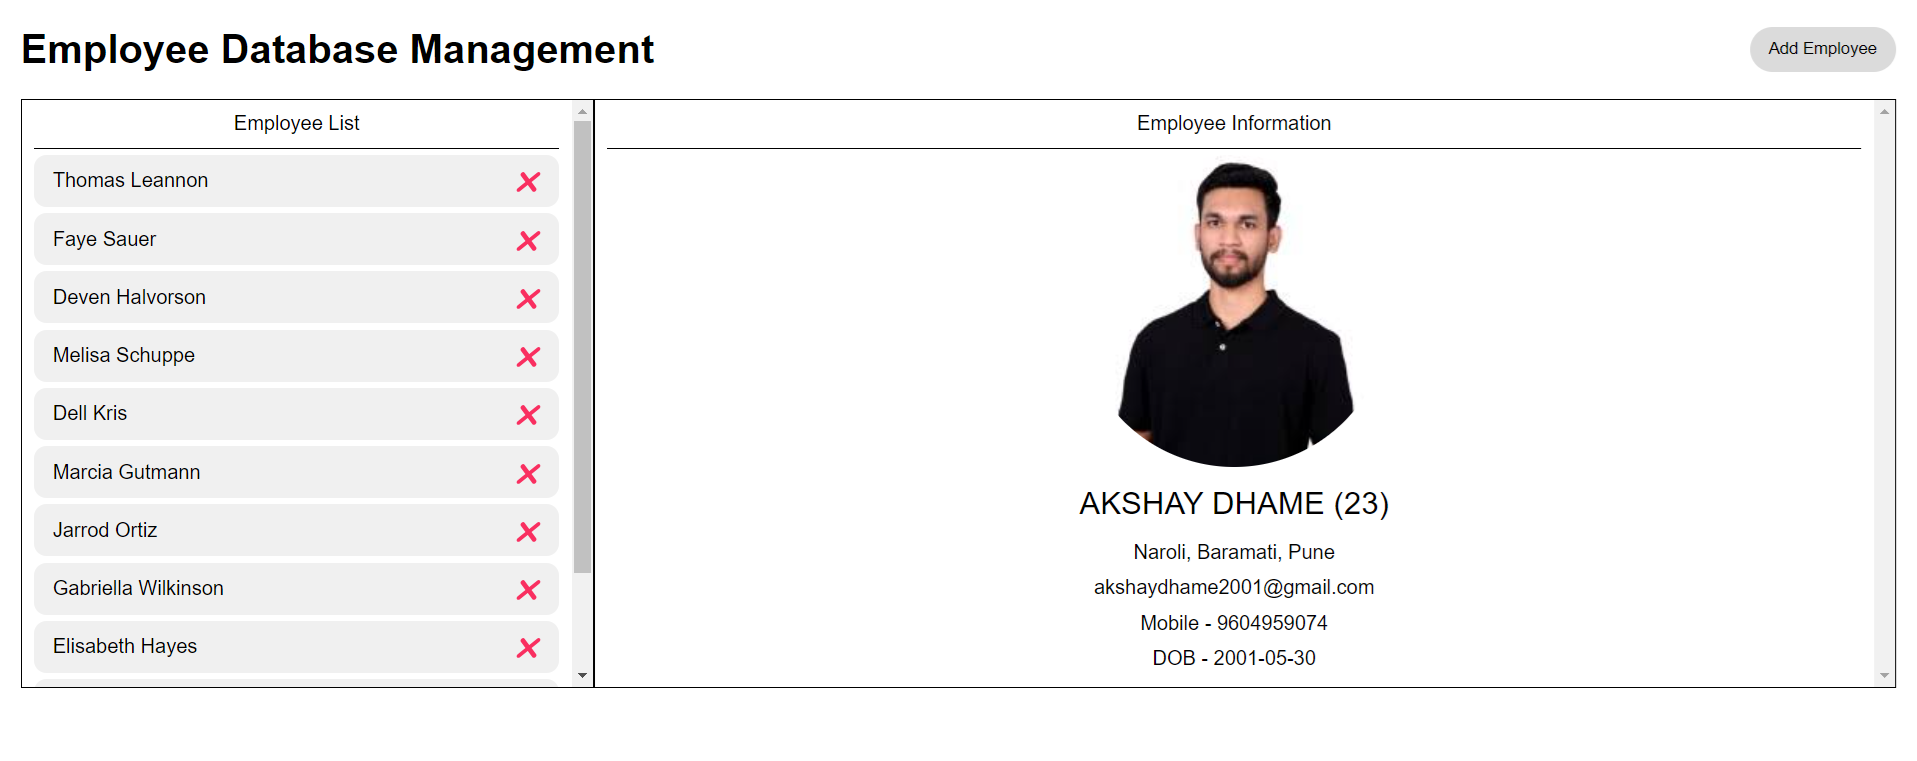 Employee Database Management
Add Employee
Employee List
Thomas Leannon
Faye Sauer
Deven Halvorson
Melisa Schuppe
Dell Kris
Marcia Gutmann
Jarrod Ortiz
Gabriella Wilkinson
Elisabeth Hayes
Employee Information
AKSHAY DHAME (23)
Naroli, Baramati, Pune
akshaydhame2001@gmail.com
Mobile - 9604959074
DOB - 2001-05-30